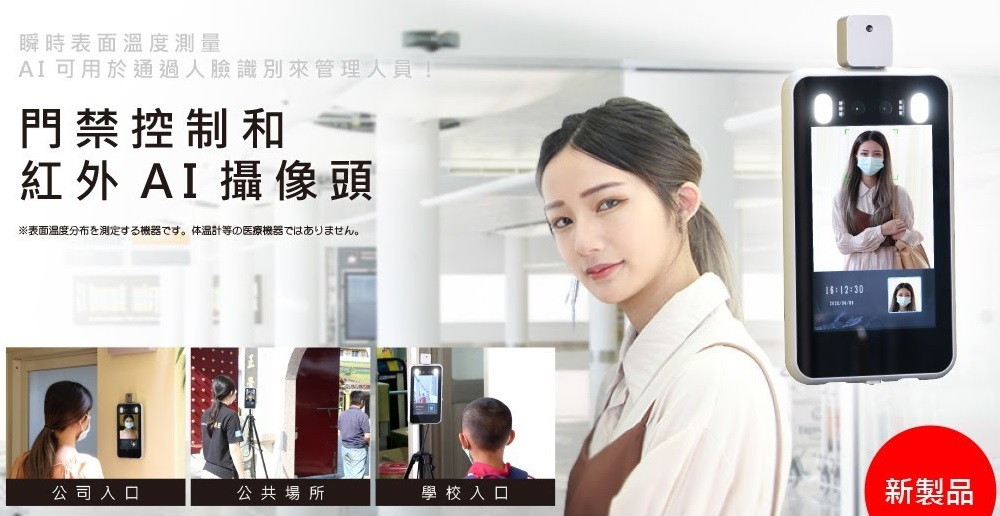 瞬時表面溫度測量
AI 可用於通過人臉識別來管理人員！
門禁控制和
紅外 AI 攝像頭
※表面温度分布を測定する機器です。体温計等の医療機器ではありません。
16:12:30
公司入口
公共場所
學校入口
新製品